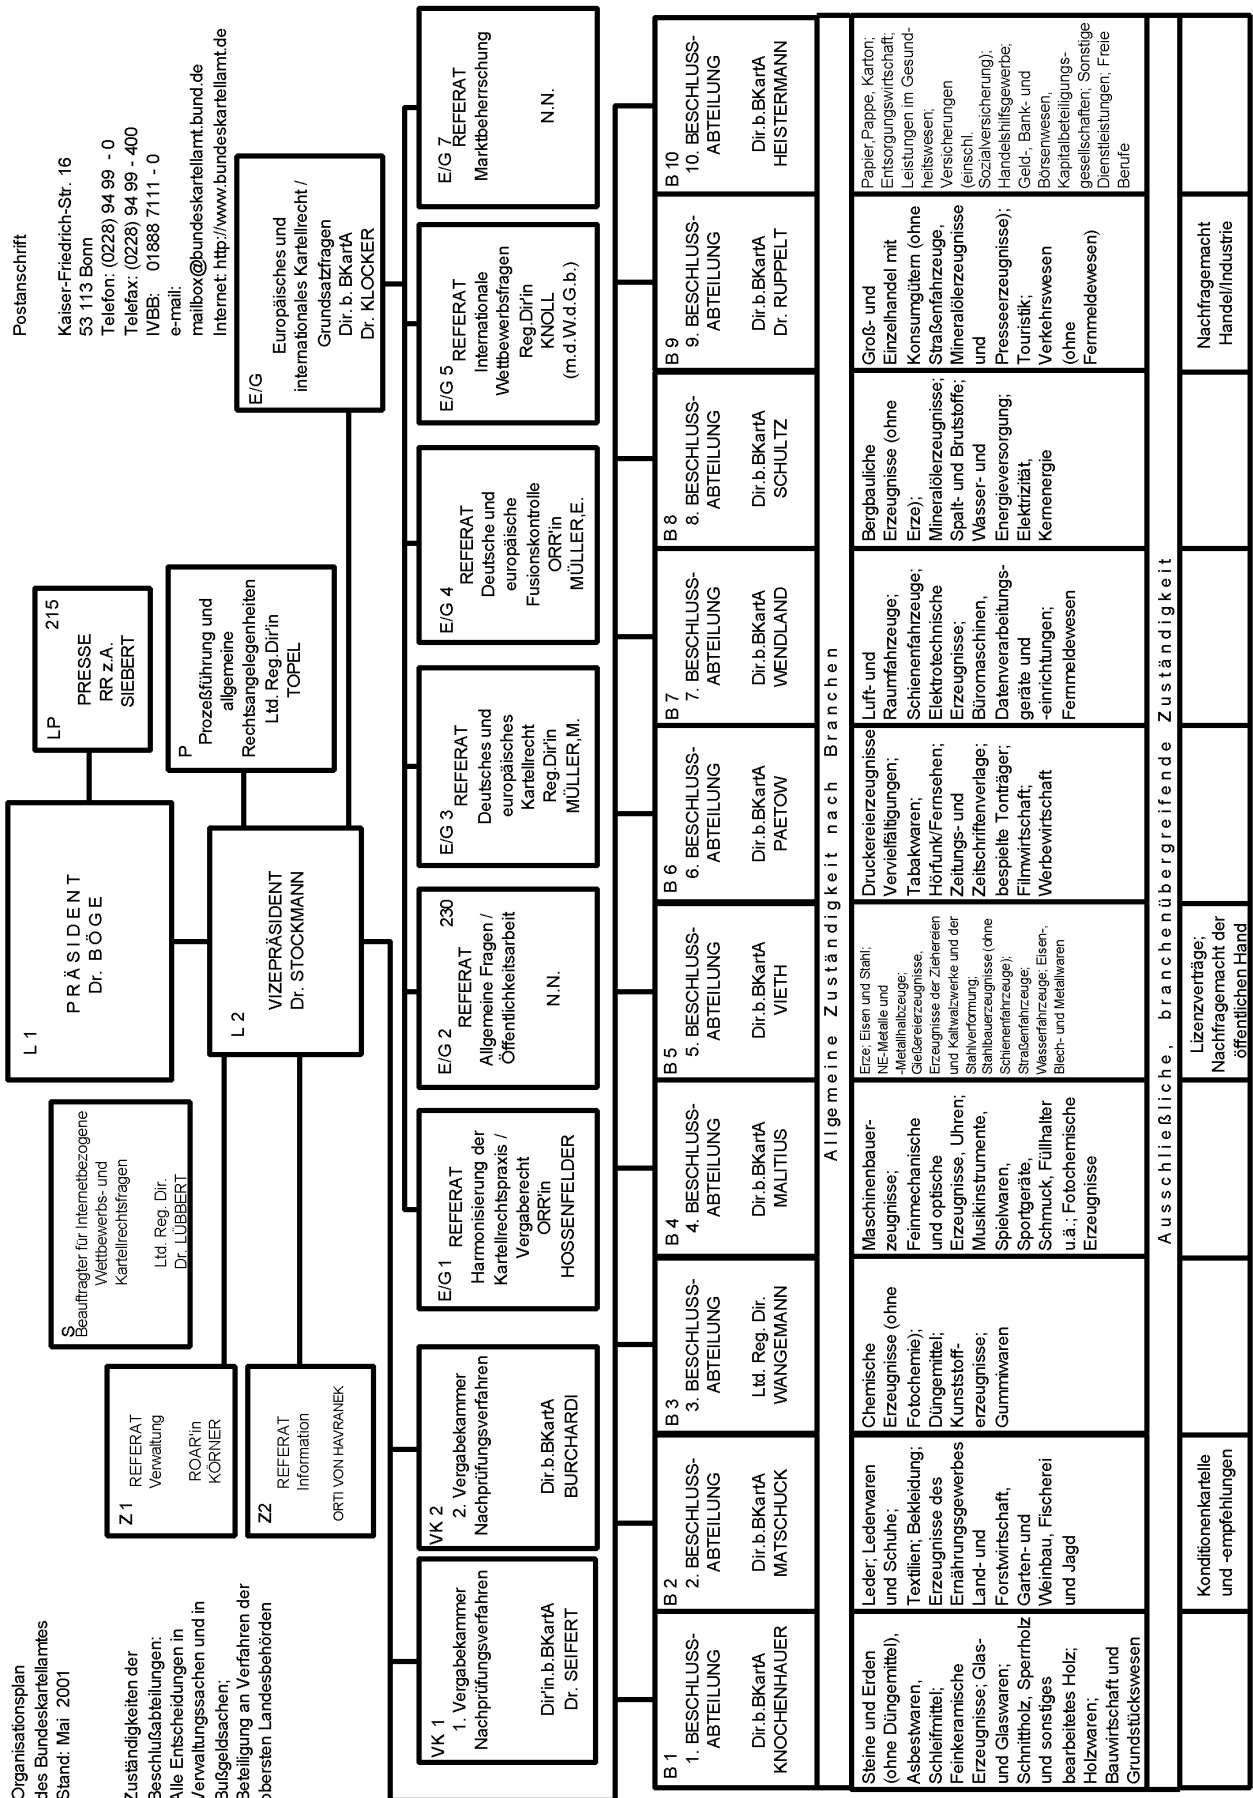 Organisationsplan
des Bundeskartellamtes
Stand: Mai 2001
Zuständigkeiten der
Beschlußabteilungen:
Alle Entscheidungen in
Verwaltungssachen und in
Bußgeldsachen;
Beteiligung an Verfahren der
obersten Landesbehörden
Postanschrift
Kaiser-Friedrich-Str. 16
53 113 Bonn
Telefon: (0228) 94 99 - 0
Telefax: (0228) 94 99 - 400
IVBB: 01888 7111 - 0
e-mail:
mailbox@bundeskartellamt.bund.de
Internet: http://www.bundeskartellamt.de
L 1
PRÄSIDENT
Dr. BÖGE
LP 215
PRESSE
RR z.A.
SIEBERT
S
Beauftragter für Internetbezogene
Wettbewerbs- und
Kartellrechtsfragen
Ltd. Reg. Dir.
Dr. LÜBBERT
L 2
VIZEPRÄSIDENT
Dr. STOCKMANN
P
Prozeßführung und
allgemeine
Rechtsangelegenheiten
Ltd. Reg.Dir'in
TOPEL
Z 1
REFERAT
Verwaltung
ROAR'in
KÖRNER
Z2
REFERAT
Information
ORTI VON HAVRANEK
E/G
Europäisches und
internationales Kartellrecht /
Grundsatzfragen
Dir. b. BKartA
Dr. KLOCKER
VK 1
1. Vergabekammer
Nachprüfungsverfahren
Dir'in.b.BKartA
Dr. SEIFERT
VK 2
2. Vergabekammer
Nachprüfungsverfahren
Dir.b.BKartA
BURCHARDI
E/G1
REFERAT
Harmonisierung der
Kartellrechtspraxis /
Vergaberecht
ORR'in
HOSSENFELDER
E/G 2 230
REFERAT
Allgemeine Fragen /
Öffentlichkeitsarbeit
N.N.
E/G 3
REFERAT
Deutsches und
europäisches
Kartellrecht
Reg.Dir'in
MÜLLER,M.
E/G 4
REFERAT
Deutsche und
europäische
Fusionskontrolle
ORR'in
MÜLLER,E.
E/G 5
REFERAT
Internationale
Wettbewerbsfragen
Reg.Dir'in
KNOLL
(m.d.W.d.G.b.)
E/G 7
REFERAT
Marktbeherrschung
N.N.
B 1
1. BESCHLUSS-
ABTEILUNG
Dir.b.BKartA
KNOCHENHAUER
B 2
2. BESCHLUSS-
ABTEILUNG
Dir.b.BKartA
MATSCHUCK
B 3
3. BESCHLUSS-
ABTEILUNG
Ltd. Reg. Dir.
WANGEMANN
B 4
4. BESCHLUSS-
ABTEILUNG
Dir.b.BKartA
MALITIUS
B 5
5. BESCHLUSS-
ABTEILUNG
Dir.b.BKartA
VIETH
B 6
6. BESCHLUSS-
ABTEILUNG
Dir.b.BKartA
PAETOW
B 7
7. BESCHLUSS-
ABTEILUNG
Dir.b.BKartA
WENDLAND
B 8
8. BESCHLUSS-
ABTEILUNG
Dir.b.BKartA
SCHULTZ
B 9
9. BESCHLUSS-
ABTEILUNG
Dir.b.BKartA
Dr. RUPPELT
B 10
10. BESCHLUSS-
ABTEILUNG
Dir.b.BKartA
HEISTERMANN
Allgemeine Zuständigkeit nach Branchen
Steine und Erden
(ohne Düngemittel),
Asbestwaren,
Schleifmittel;
Feinkeramische
Erzeugnisse; Glas-
und Glaswaren;
Schnittholz, Sperrholz
und sonstiges
bearbeitetes Holz;
Holzwaren;
Bauwirtschaft und
Grundstückswesen
Leder; Lederwaren
und Schuhe;
Textilien; Bekleidung;
Erzeugnisse des
Ernährungsgewerbes
Land- und
Forstwirtschaft,
Garten- und
Weinbau, Fischerei
und Jagd
Chemische
Erzeugnisse (ohne
Fotochemie);
Düngemittel;
Kunststoff-
erzeugnisse;
Gummiwaren
Maschinenbauer-
zeugnisse;
Feinmechanische
und optische
Erzeugnisse, Uhren;
Musikinstrumente,
Spielwaren,
Sportgeräte,
Schmuck, Füllhalter
u.ä.; Fotochemische
Erzeugnisse
Erze; Eisen und Stahl;
NE-Metalle und
-Metallhalbzeuge;
Gießereierzeugnisse,
Erzeugnisse der Ziehereien
und Kaltwalzwerke und der
Stahlverformung;
Stahlbauerzeugnisse (ohne
Schienenfahrzeuge);
Straßenfahrzeuge;
Wasserfahrzeuge; Eisen-,
Blech- und Metallwaren
Druckereierzeugnisse
Vervielfältigungen;
Tabakwaren;
Hörfunk/Fernsehen;
Zeitungs- und
Zeitschriftenverlage;
bespielte Tonträger;
Filmwirtschaft;
Werbewirtschaft
Luft- und
Raumfahrzeuge;
Schienenfahrzeuge;
Elektrotechnische
Erzeugnisse;
Büromaschinen,
Datenverarbeitungs-
geräte und
-einrichtungen;
Fernmeldewesen
Bergbauliche
Erzeugnisse (ohne
Erze);
Mineralölerzeugnisse;
Spalt- und Brutstoffe;
Wasser- und
Energieversorgung;
Elektrizität,
Kernenergie
Groß- und
Einzelhandel mit
Konsumgütern (ohne
Straßenfahrzeuge,
Mineralölerzeugnisse
und
Presseerzeugnisse);
Touristik;
Verkehrswesen
(ohne
Fernmeldewesen)
Papier,Pappe, Karton;
Entsorgungswirtschaft;
Leistungen im Gesund-
heitswesen;
Versicherungen
(einschl.
Sozialversicherung);
Handelshilfsgewerbe;
Geld-, Bank- und
Börsenwesen,
Kapitalbeteiligungs-
gesellschaften; Sonstige
Dienstleistungen; Freie
Berufe
Ausschließliche, branchenübergreifende Zuständigkeit
Konditionenkartelle
und -empfehlungen
Lizenzverträge;
Nachfragemacht der
öffentlichen Hand
Nachfragemacht
Handel/Industrie